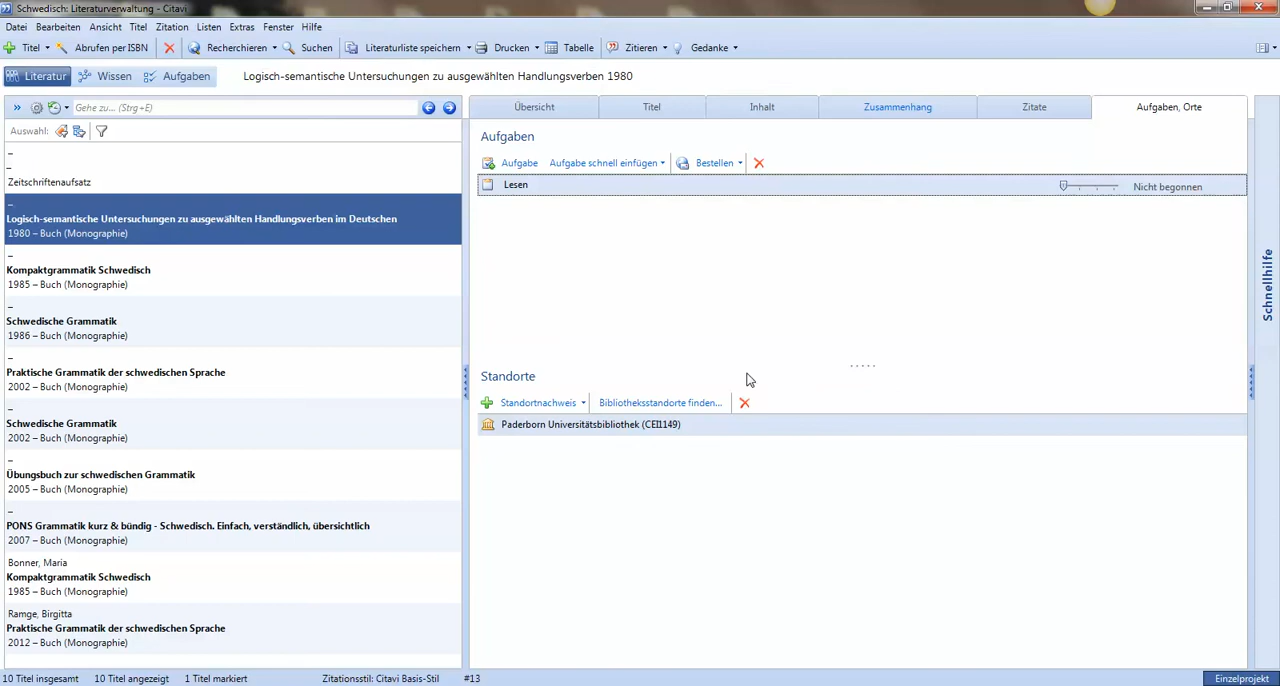 Schwedisch: Literaturverwaltung - Citavi
Datei Bearbeiten Ansicht Titel Zitation Listen Extras Fenster Hilfe
Titel Abrufen per ISBN Recherchieren Suchen Literaturliste speichern Drucken Tabelle Zitieren Gedanke
Literatur Wissen Aufgaben Logisch-semantische Untersuchungen zu ausgewählten Handlungsverben 1980
Gehe zu... (Strg+E)
Übersicht Titel Inhalt Zusammenhang Zitate Aufgaben, Orte
Auswahl:
–
–
Zeitschriftenaufsatz
–
Logisch-semantische Untersuchungen zu ausgewählten Handlungsverben im Deutschen
1980 – Buch (Monographie)
–
Kompaktgrammatik Schwedisch
1985 – Buch (Monographie)
–
Schwedische Grammatik
1986 – Buch (Monographie)
–
Praktische Grammatik der schwedischen Sprache
2002 – Buch (Monographie)
–
Schwedische Grammatik
2002 – Buch (Monographie)
–
Übungsbuch zur schwedischen Grammatik
2005 – Buch (Monographie)
–
PONS Grammatik kurz & bündig - Schwedisch. Einfach, verständlich, übersichtlich
2007 – Buch (Monographie)
Bonner, Maria
Kompaktgrammatik Schwedisch
1985 – Buch (Monographie)
Ramge, Birgitta
Praktische Grammatik der schwedischen Sprache
2012 – Buch (Monographie)
Aufgaben
Aufgabe Aufgabe schnell einfügen Bestellen
Lesen Nicht begonnen
Standorte
Standortnachweis Bibliotheksstandorte finden...
Paderborn Universitätsbibliothek (CEI1149)
Schnellhilfe
10 Titel insgesamt 10 Titel angezeigt 1 Titel markiert Zitationsstil: Citavi Basis-Stil #13 Einzelprojekt